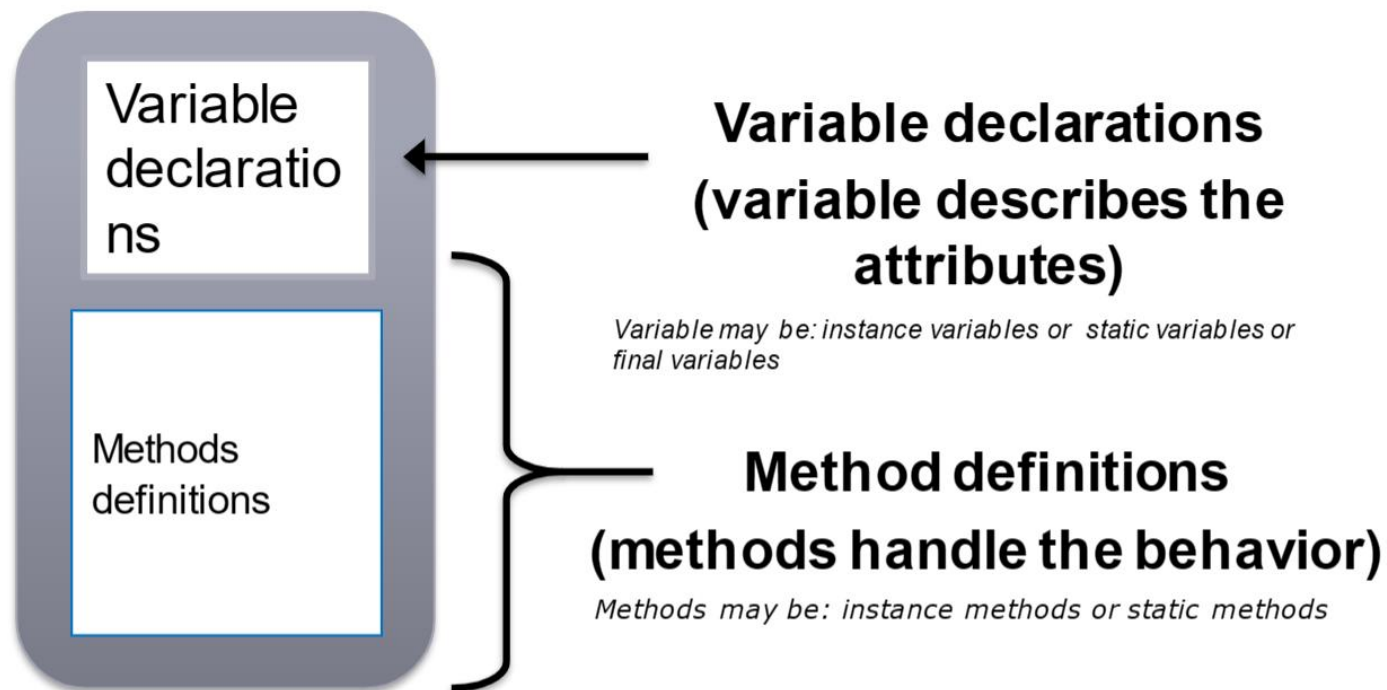 Variable
declaratio
ns
Methods
definitions
Variable declarations
(variable describes the
attributes)
Variable may be: instance variables or static variables or
final variables
Method definitions
(methods handle the behavior)
Methods may be: instance methods or static methods